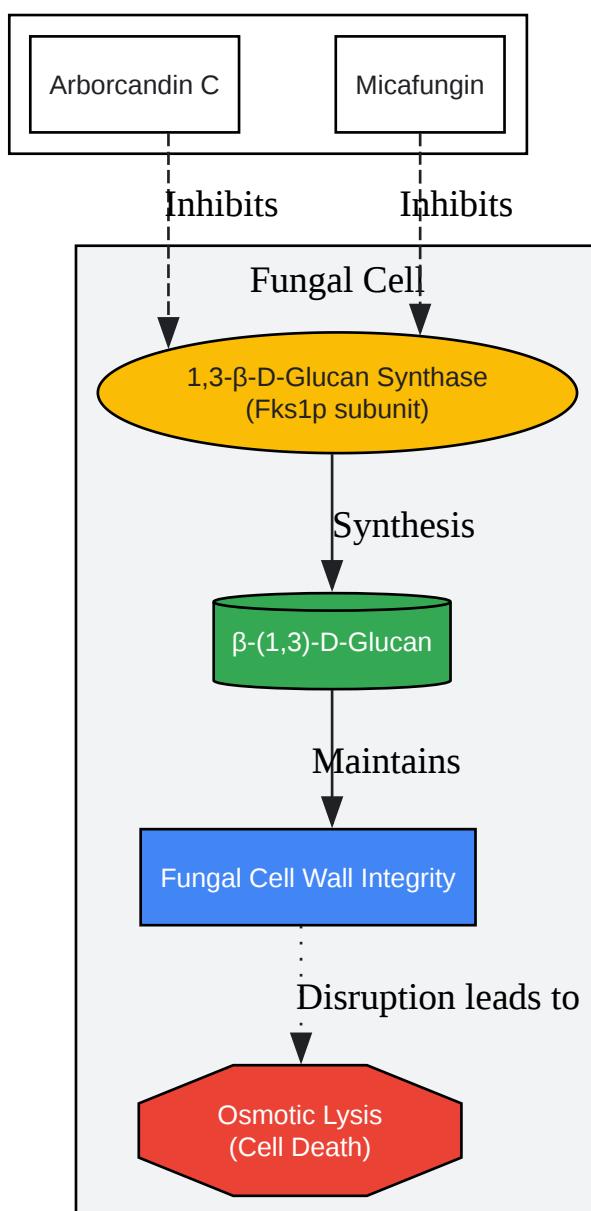 Arborcandin C
Micafungin
Inhibits
Inhibits
Fungal Cell
1,3-β-D-Glucan Synthase
(Fks1p subunit)
Synthesis
β-(1,3)-D-Glucan
Maintains
Fungal Cell Wall Integrity
Disruption leads to
Osmotic Lysis
(Cell Death)